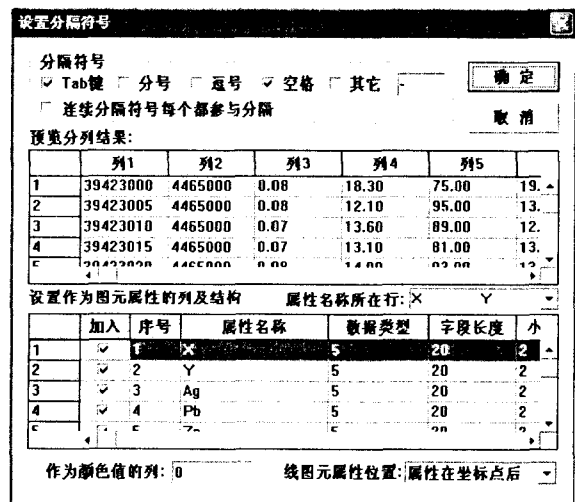 设置分隔符号
分隔符号
Tab键 分号 逗号 空格 其它 -
确 定
连续分隔符号每个都参与分隔
取 消
预览分列结果:
列1 列2 列3 列4 列5
1 39423000 4465000 0.08 18.30 75.00 19.
2 39423005 4465000 0.08 12.10 95.00 13.
3 39423010 4465000 0.07 13.60 89.00 12.
4 39423015 4465000 0.07 13.10 81.00 13.
设置作为图元属性的列及结构 属性名称所在行: X Y
加入 序号 属性名称 数据类型 字段长度 小
1 1 X 5 20 2
2 2 Y 5 20 2
3 3 Ag 5 20 2
4 4 Pb 5 20 2
作为颜色值的列: 0 线图元属性位置: 属性在坐标点后